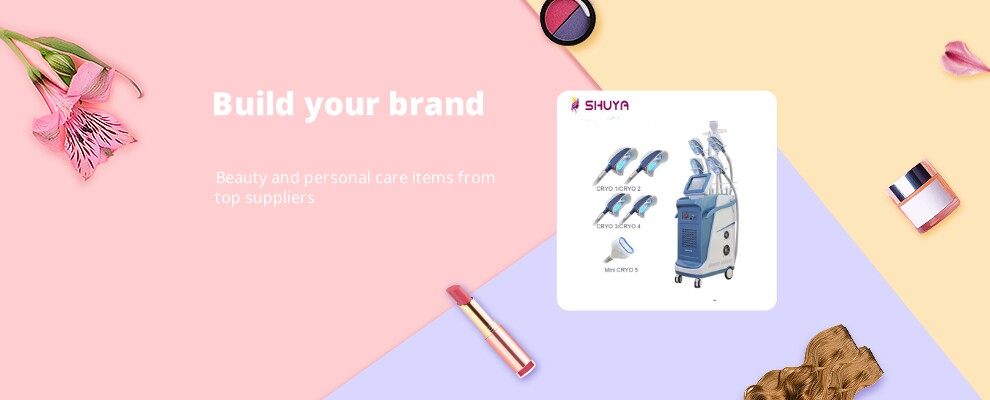 Build your brand
Beauty and personal care items from
top suppliers
SHUYA
CRYO 1/CRYO 2
CRYO 3/CRYO 4
Mini CRYO 5